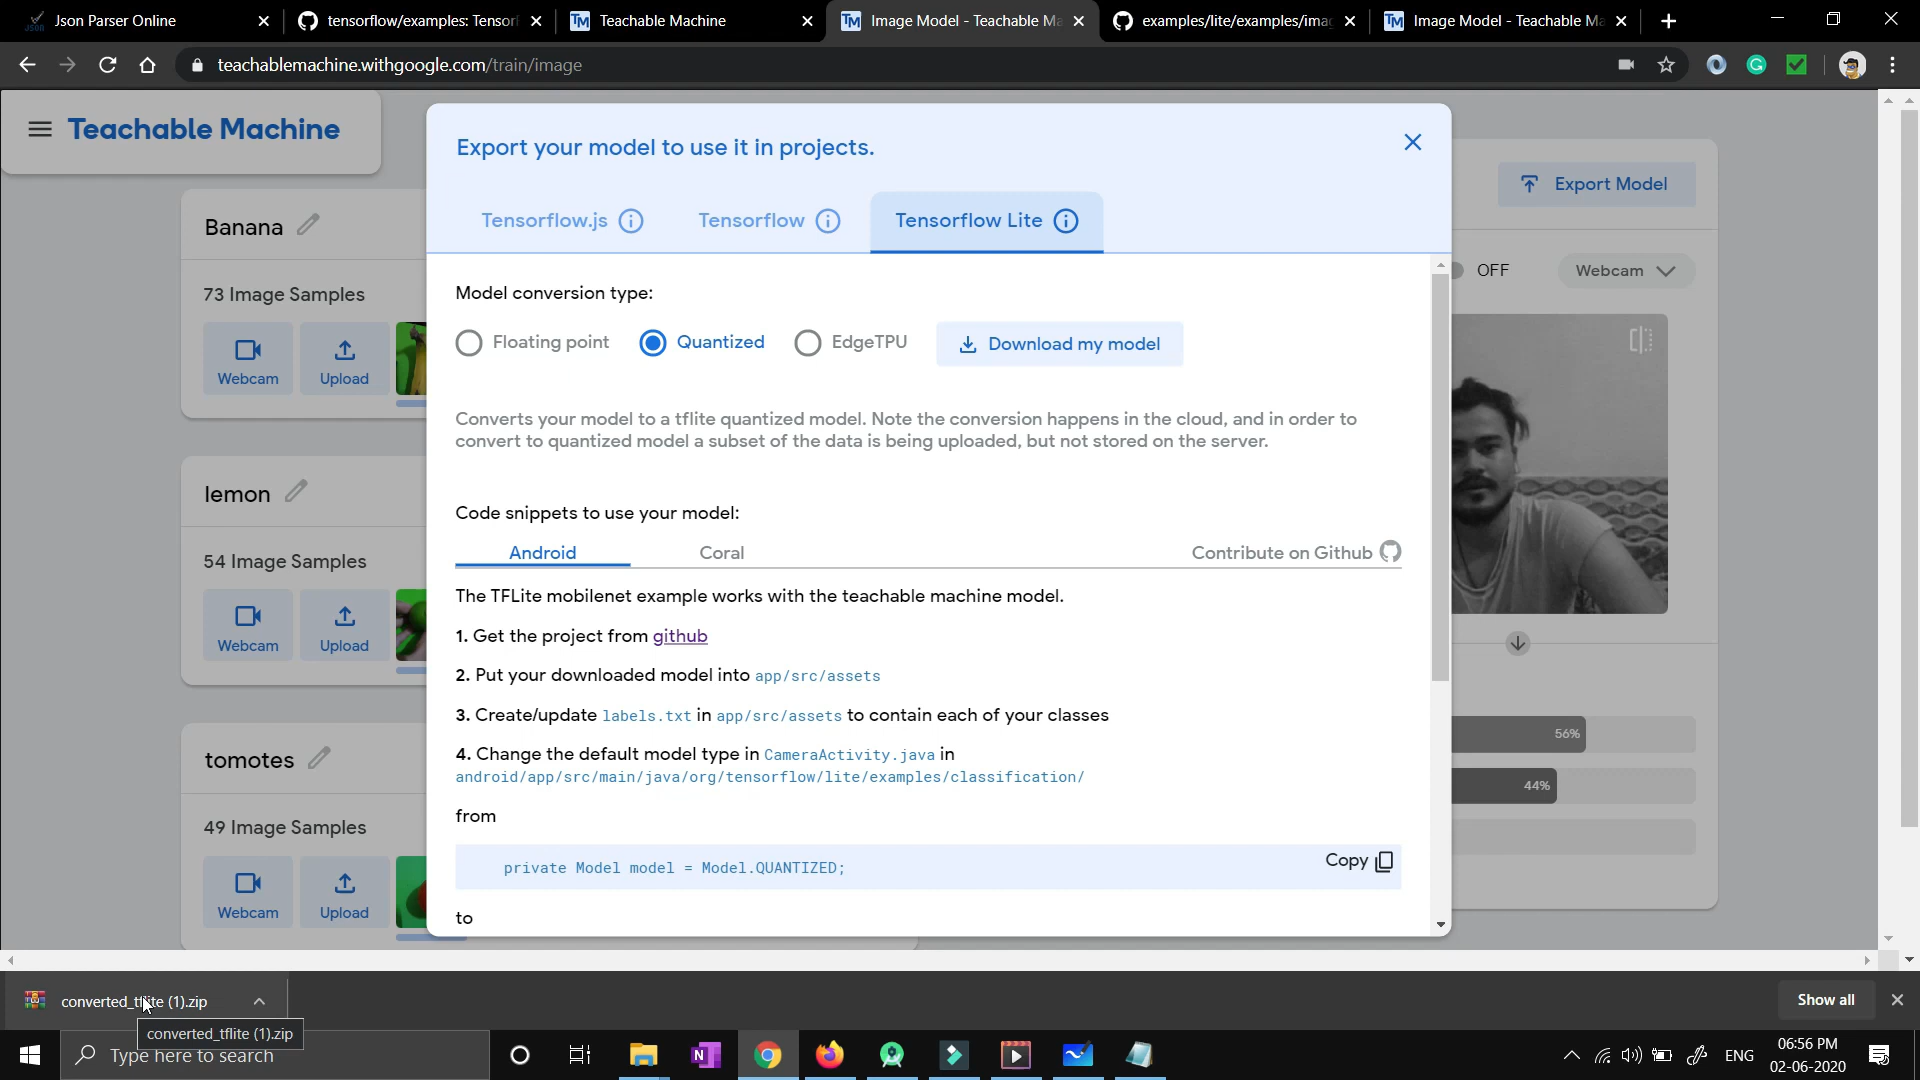 Json Parser Online
tensorflow/examples: Tensorf
Teachable Machine
Image Model - Teachable Ma
examples/lite/examples/imag
Image Model - Teachable Ma
teachablemachine.withgoogle.com/train/image
Teachable Machine
Export your model to use it in projects.
Export Model
Tensorflow.js
Tensorflow
Tensorflow Lite
Banana
73 Image Samples
Webcam
Upload
OFF
Webcam
Model conversion type:
Floating point
Quantized
EdgeTPU
Download my model
Converts your model to a tflite quantized model. Note the conversion happens in the cloud, and in order to
convert to quantized model a subset of the data is being uploaded, but not stored on the server.
lemon
54 Image Samples
Webcam
Upload
Code snippets to use your model:
Android
Coral
Contribute on Github
The TFLite mobilenet example works with the teachable machine model.
1. Get the project from github
2. Put your downloaded model into app/src/assets
3. Create/update labels.txt in app/src/assets to contain each of your classes
4. Change the default model type in CameraActivity.java in
android/app/src/main/java/org/tensorflow/lite/examples/classification/
from
private Model model = Model.QUANTIZED;
Copy
to
56%
44%
tomotes
49 Image Samples
Webcam
Upload
converted_tflite (1).zip
Show all
converted_tflite (1).zip
Type here to search
ENG
06:56 PM
02-06-2020